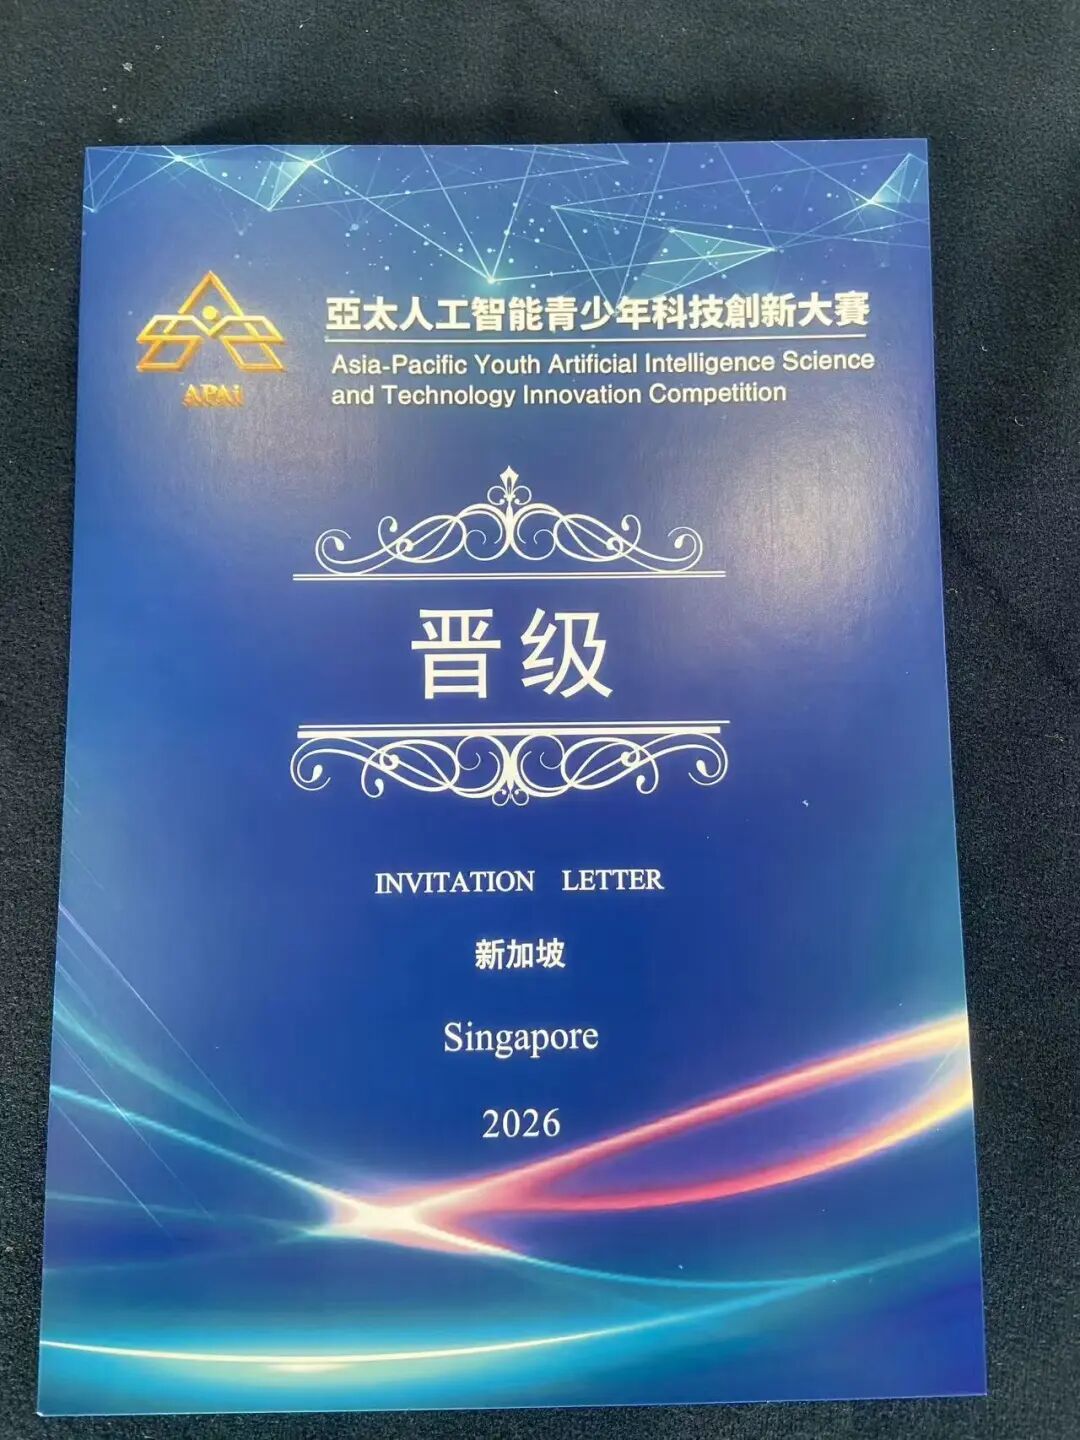 亞太人工智能青少年科技創新大賽
Asia-Pacific Youth Artificial Intelligence Science
and Technology Innovation Competition
APAi
晋级
INVITATION LETTER
新加坡
Singapore
2026